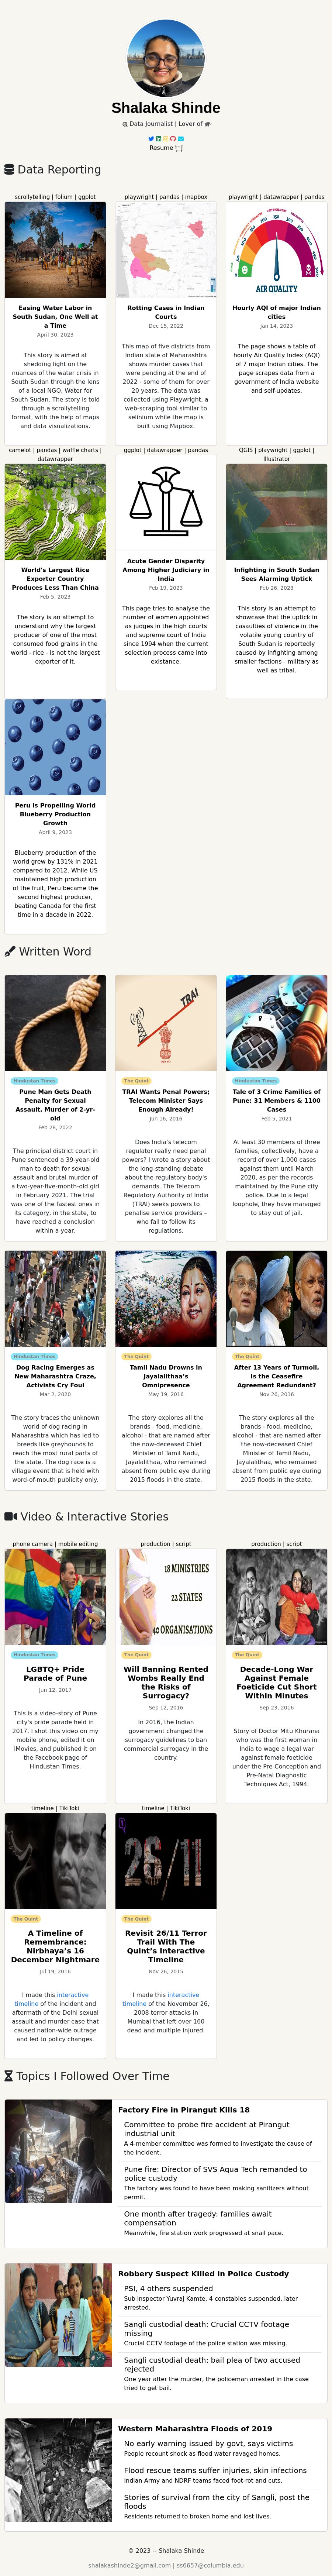 Shalaka Shinde
Data Journalist | Lover of
Resume
Data Reporting
scrollytelling | folium | ggplot
Easing Water Labor in
South Sudan, One Well at
a Time
April 30, 2023
This story is aimed at
shedding light on the
nuances of the water crisis in
South Sudan through the lens
of a local NGO, Water for
South Sudan. The story is told
through a scrollytelling
format, with the help of maps
and data visualizations.
playwright | pandas | mapbox
Rotting Cases in Indian
Courts
Dec 15, 2022
This map of five districts from
Indian state of Maharashtra
shows murder cases that
were pending at the end of
2022 - some of them for over
20 years. The data was
collected using Playwright, a
web-scraping tool similar to
selinium while the map is
built using Mapbox.
playwright | datawrapper | pandas
AIR QUALITY
Hourly AQI of major Indian
cities
Jan 14, 2023
The page shows a table of
hourly Air Quality Index (AQI)
of 7 major Indian cities. The
page scrapes data from a
government of India website
and self-updates.
camelot | pandas | waffle charts |
datawrapper
World's Largest Rice
Exporter Country
Produces Less Than China
Feb 5, 2023
The story is an attempt to
understand why the largest
producer of one of the most
consumed food grains in the
world - rice - is not the largest
exporter of it.
ggplot | datawrapper | pandas
Acute Gender Disparity
Among Higher Judiciary in
India
Feb 19, 2023
This page tries to analyse the
number of women appointed
as judges in the high courts
and supreme court of India
since 1994 when the current
selection process came into
existance.
QGIS | playwright | ggplot |
illustrator
Infighting in South Sudan
Sees Alarming Uptick
Feb 26, 2023
This story is an attempt to
showcase that the uptick in
casaulties of violence in the
volatile young country of
South Sudan is reportedly
caused by infighting among
smaller factions - military as
well as tribal.
Peru is Propelling World
Blueberry Production
Growth
April 9, 2023
Blueberry production of the
world grew by 131% in 2021
compared to 2012. While US
maintained high production
of the fruit, Peru became the
second highest producer,
beating Canada for the first
time in a dacade in 2022.
Written Word
Hindustan Times
Pune Man Gets Death
Penalty for Sexual
Assault, Murder of 2-yr-
old
Feb 28, 2022
The principal district court in
Pune sentenced a 39-year-old
man to death for sexual
assault and brutal murder of
a two-year-five-month-old girl
in February 2021. The trial
was one of the fastest ones in
its category, in the state, to
have reached a conclusion
within a year.
TRAI
The Quint
TRAI Wants Penal Powers;
Telecom Minister Says
Enough Already!
Jun 16, 2016
Does India's telecom
regulator really need penal
powers? I wrote a story about
the long-standing debate
about the regulatory body's
demands. The Telecom
Regulatory Authority of India
(TRAI) seeks powers to
penalise service providers –
who fail to follow its
regulations.
Hindustan Times
Tale of 3 Crime Families of
Pune: 31 Members & 1100
Cases
Feb 5, 2021
At least 30 members of three
families, collectively, have a
record of over 1,000 cases
against them until March
2020, as per the records
maintained by the Pune city
police. Due to a legal
loophole, they have managed
to stay out of jail.
Hindustan Times
Dog Racing Emerges as
New Maharashtra Craze,
Activists Cry Foul
Mar 2, 2020
The story traces the unknown
world of dog racing in
Maharashtra which has led to
breeds like greyhounds to
reach the most rural parts of
the state. The dog race is a
village event that is held with
word-of-mouth publicity only.
The Quint
Tamil Nadu Drowns in
Jayalalithaa's
Omnipresence
May 19, 2016
The story explores all the
brands - food, medicine,
alcohol - that are named after
the now-deceased Chief
Minister of Tamil Nadu,
Jayalalithaa, who remained
absent from public eye during
2015 floods in the state.
The Quint
After 13 Years of Turmoil,
Is the Ceasefire
Agreement Redundant?
Nov 26, 2016
The story explores all the
brands - food, medicine,
alcohol - that are named after
the now-deceased Chief
Minister of Tamil Nadu,
Jayalalithaa, who remained
absent from public eye during
2015 floods in the state.
Video & Interactive Stories
phone camera | mobile editing
Hindustan Times
LGBTQ+ Pride
Parade of Pune
Jun 12, 2017
This is a video-story of Pune
city's pride parade held in
2017. I shot this video on my
mobile phone, edited it on
iMovies, and published it on
the Facebook page of
Hindustan Times.
production | script
18 MINISTRIES
22 STATES
40 ORGANISATIONS
The Quint
Will Banning Rented
Wombs Really End
the Risks of
Surrogacy?
Sep 12, 2016
In 2016, the Indian
government changed the
surrogacy guidelines to ban
commercial surrogacy in the
country.
production | script
The Quint
Decade-Long War
Against Female
Foeticide Cut Short
Within Minutes
Sep 23, 2016
Story of Doctor Mitu Khurana
who was the first woman in
India to wage a legal war
against female foeticide
under the Pre-Conception and
Pre-Natal Diagnostic
Techniques Act, 1994.
timeline | TikiToki
The Quint
A Timeline of
Remembrance:
Nirbhaya's 16
December Nightmare
Jul 19, 2016
I made this interactive
timeline of the incident and
aftermath of the Delhi sexual
assault and murder case that
caused nation-wide outrage
and led to policy changes.
timeline | TikiToki
26/11
The Quint
Revisit 26/11 Terror
Trail With The
Quint's Interactive
Timeline
Nov 26, 2015
I made this interactive
timeline of the November 26,
2008 terror attacks in
Mumbai that left over 160
dead and multiple injured.
Topics I Followed Over Time
Factory Fire in Pirangut Kills 18
Committee to probe fire accident at Pirangut
industrial unit
A 4-member committee was formed to investigate the cause of
the incident.
Pune fire: Director of SVS Aqua Tech remanded to
police custody
The factory was found to have been making sanitizers without
permit.
One month after tragedy: families await
compensation
Meanwhile, fire station work progressed at snail pace.
Robbery Suspect Killed in Police Custody
PSI, 4 others suspended
Sub inspector Yuvraj Kamte, 4 constables suspended, later
arrested.
Sangli custodial death: Crucial CCTV footage
missing
Crucial CCTV footage of the police station was missing.
Sangli custodial death: bail plea of two accused
rejected
One year after the murder, the policeman arrested in the case
tried to get bail.
Western Maharashtra Floods of 2019
No early warning issued by govt, says victims
People recount shock as flood water ravaged homes.
Flood rescue teams suffer injuries, skin infections
Indian Army and NDRF teams faced foot-rot and cuts.
Stories of survival from the city of Sangli, post the
floods
Residents returned to broken home and lost lives.
© 2023 -- Shalaka Shinde
shalakashinde2@gmail.com | ss6657@columbia.edu